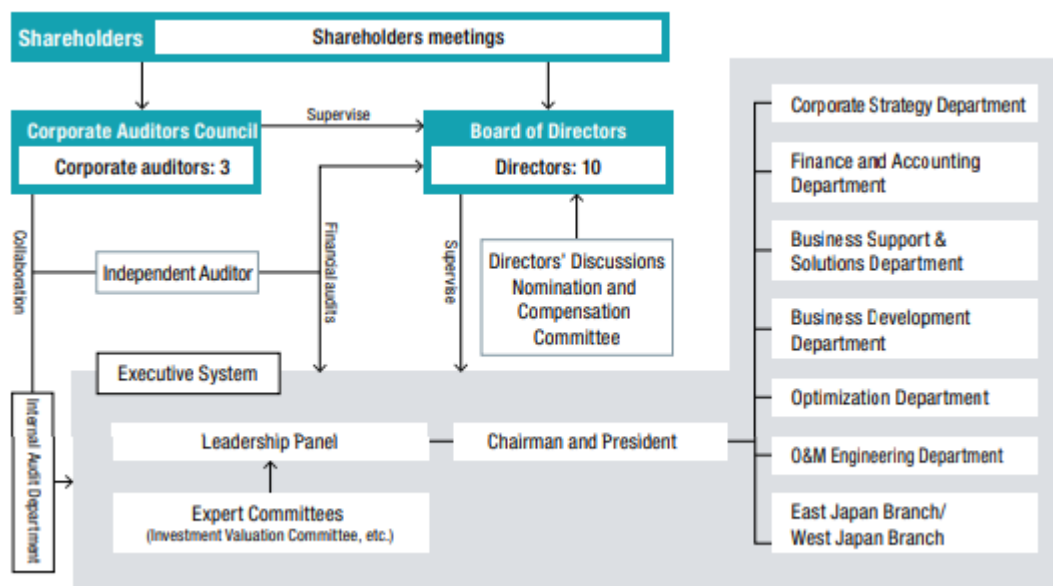 Shareholders
Shareholders meetings
Corporate Auditors Council
Corporate auditors: 3
Supervise
Board of Directors
Directors: 10
Collaboration
Independent Auditor
Financial audits
Supervise
Directors' Discussions
Nomination and
Compensation
Committee
Executive System
Internal Audit Department
Leadership Panel
Chairman and President
Expert Committees
(Investment Valuation Committee, etc.)
Corporate Strategy Department
Finance and Accounting
Department
Business Support &
Solutions Department
Business Development
Department
Optimization Department
O&M Engineering Department
East Japan Branch/
West Japan Branch